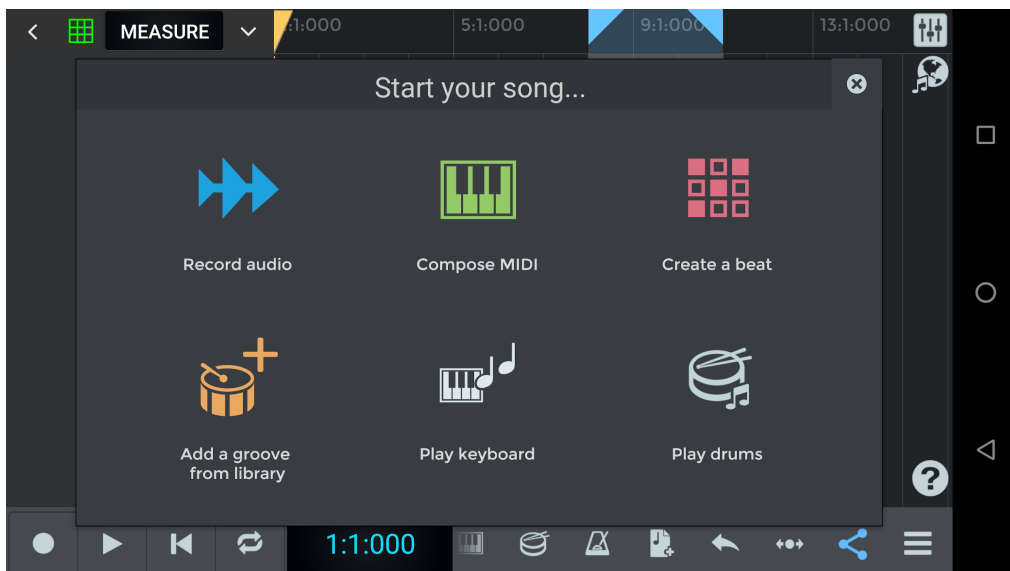 MEASURE
:1:000
5:1:000
9:1:000
13:1:000
Start your song...
Record audio
Compose MIDI
Create a beat
Add a groove
from library
Play keyboard
Play drums
?
1:1:000